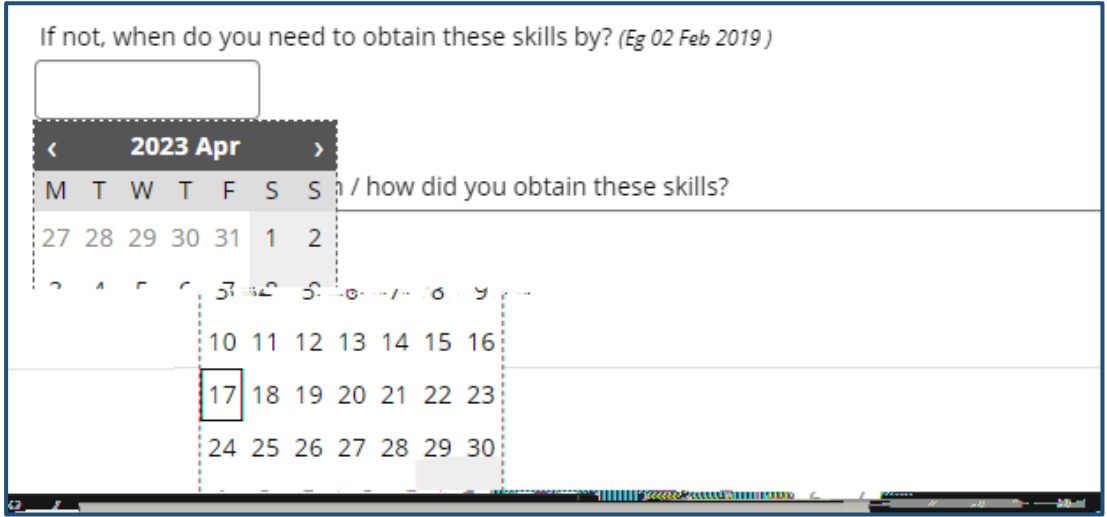 If not, when do you need to obtain these skills by? (Eg 02 Feb 2019 )
‹ 2023 Apr ›
M T W T F S S
/ how did you obtain these skills?
27 28 29 30 31 1 2
10 11 12 13 14 15 16
17 18 19 20 21 22 23
24 25 26 27 28 29 30